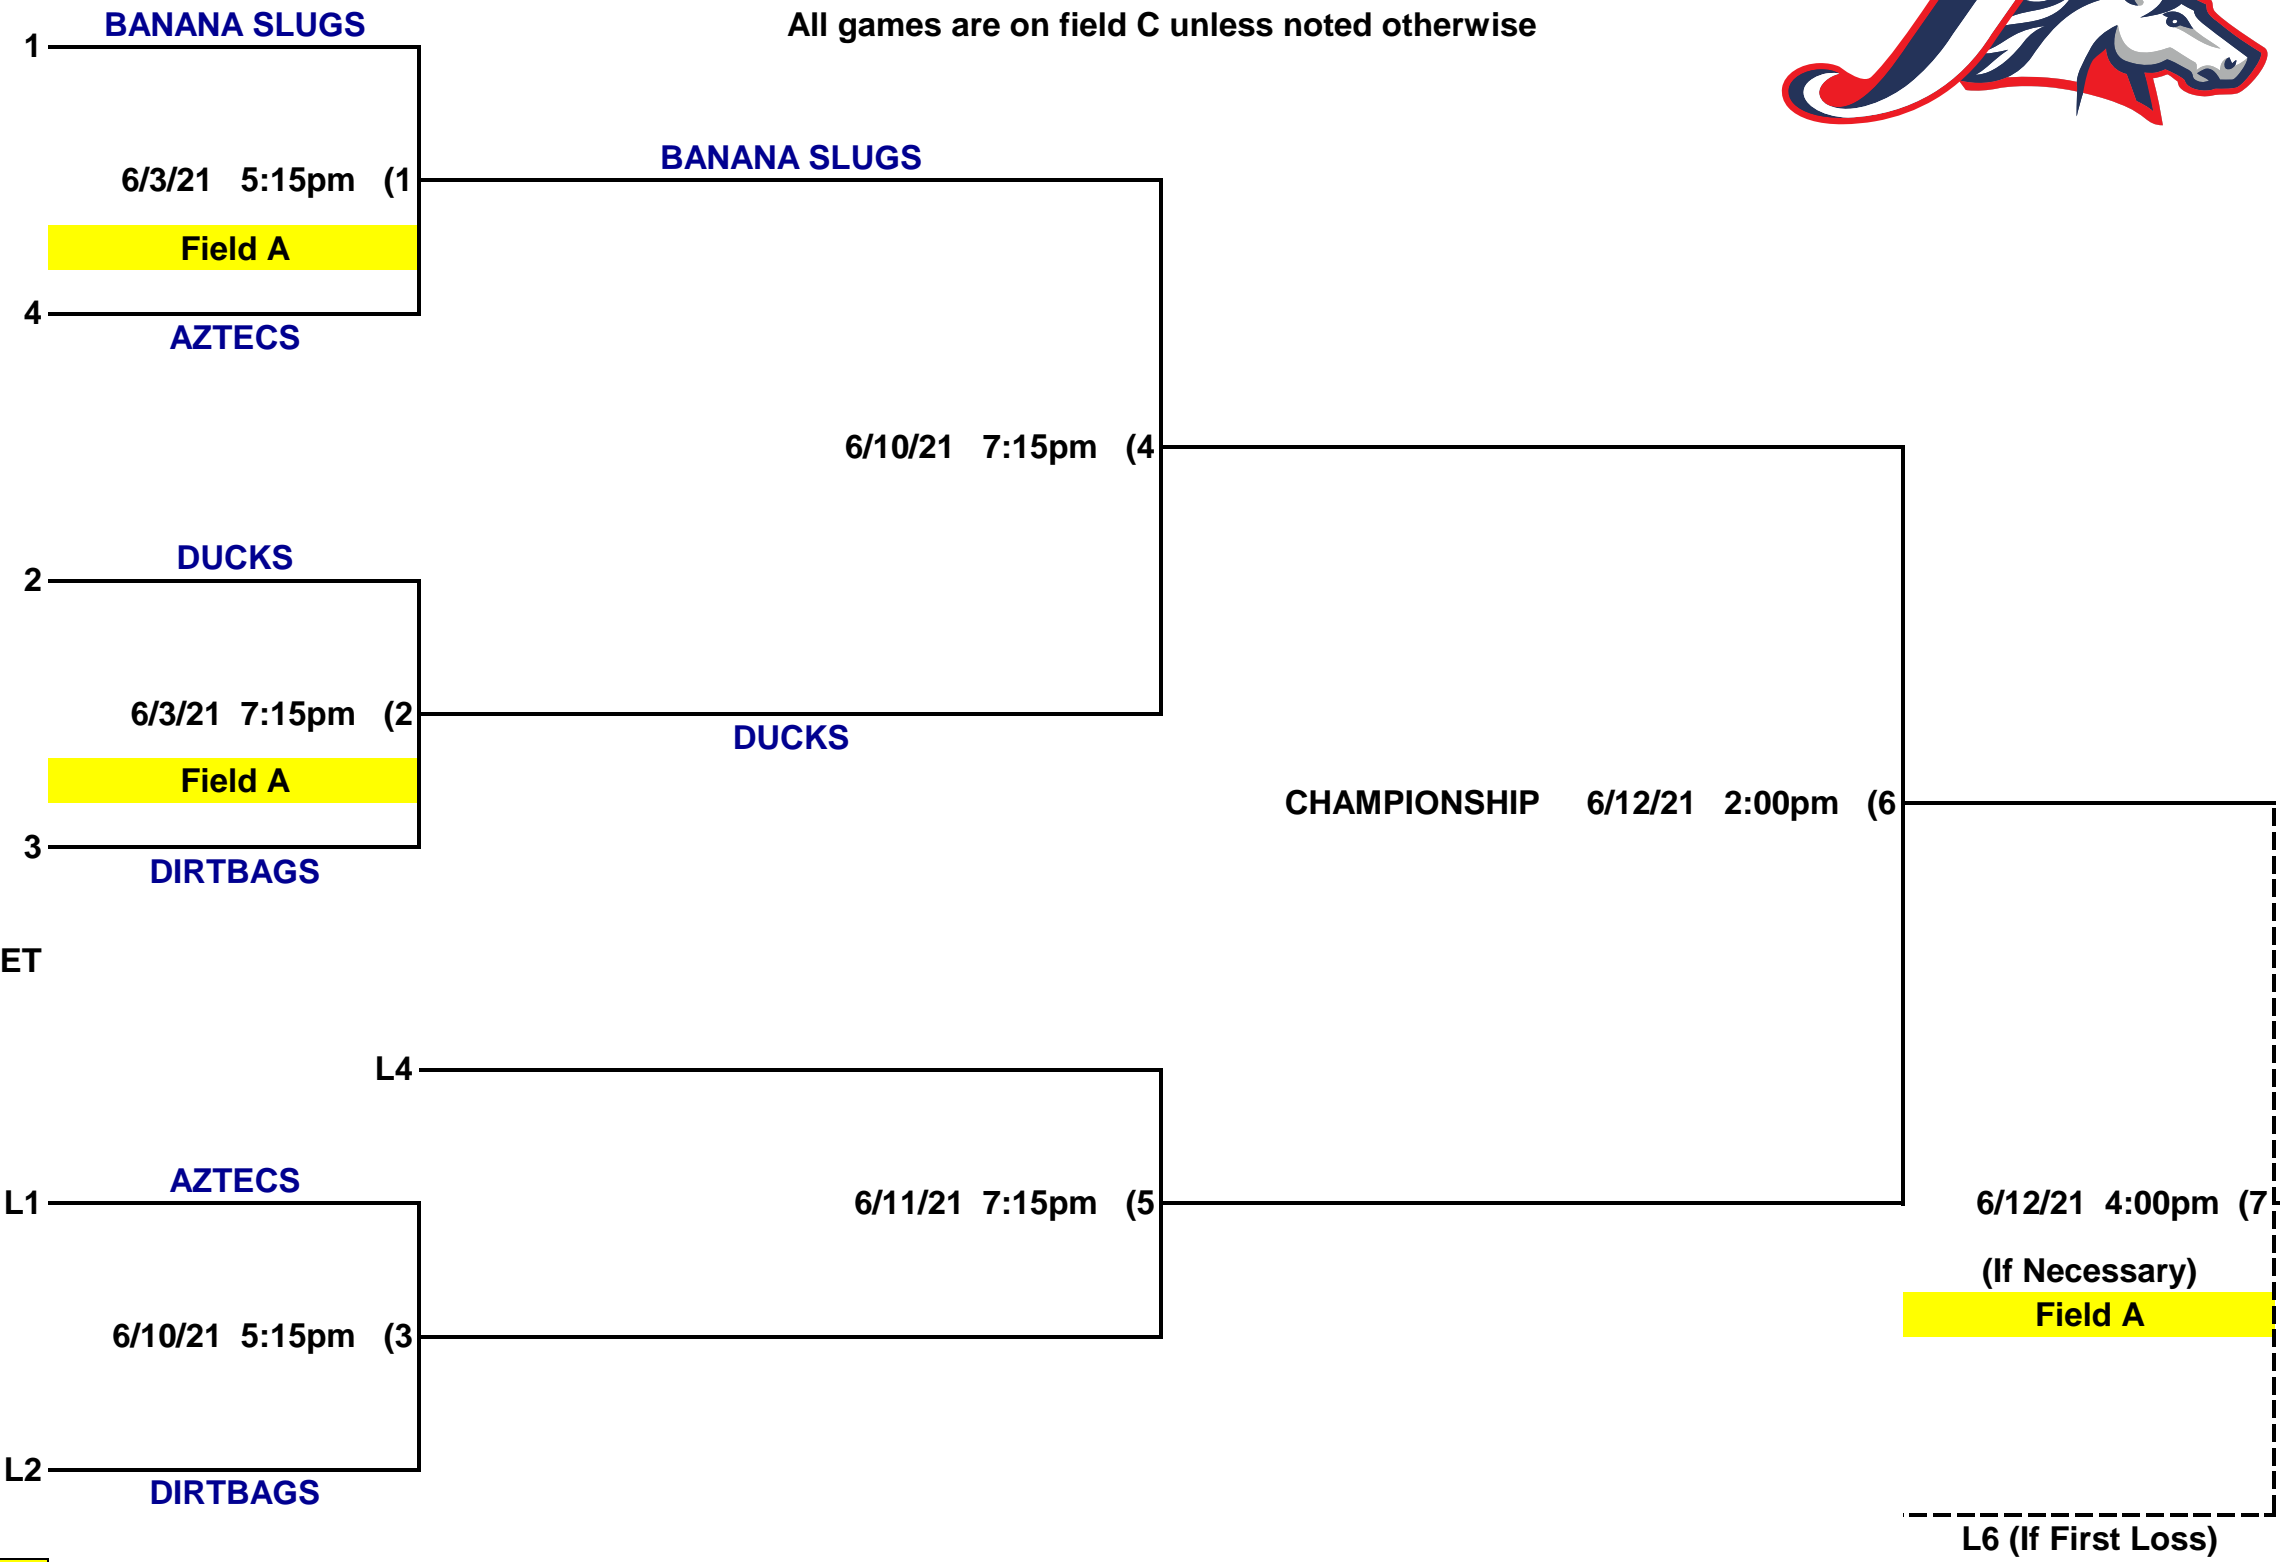 BANANA SLUGS
All games are on field C unless noted otherwise
1
BANANA SLUGS
6/3/21 5:15pm (1
Field A
4
AZTECS
6/10/21 7:15pm (4
DUCKS
2
6/3/21 7:15pm (2
DUCKS
Field A
CHAMPIONSHIP 6/12/21 2:00pm (6
3
DIRTBAGS
ET
L4
AZTECS
L1
6/11/21 7:15pm (5
6/12/21 4:00pm (7
(If Necessary)
Field A
6/10/21 5:15pm (3
L2
DIRTBAGS
L6 (If First Loss)